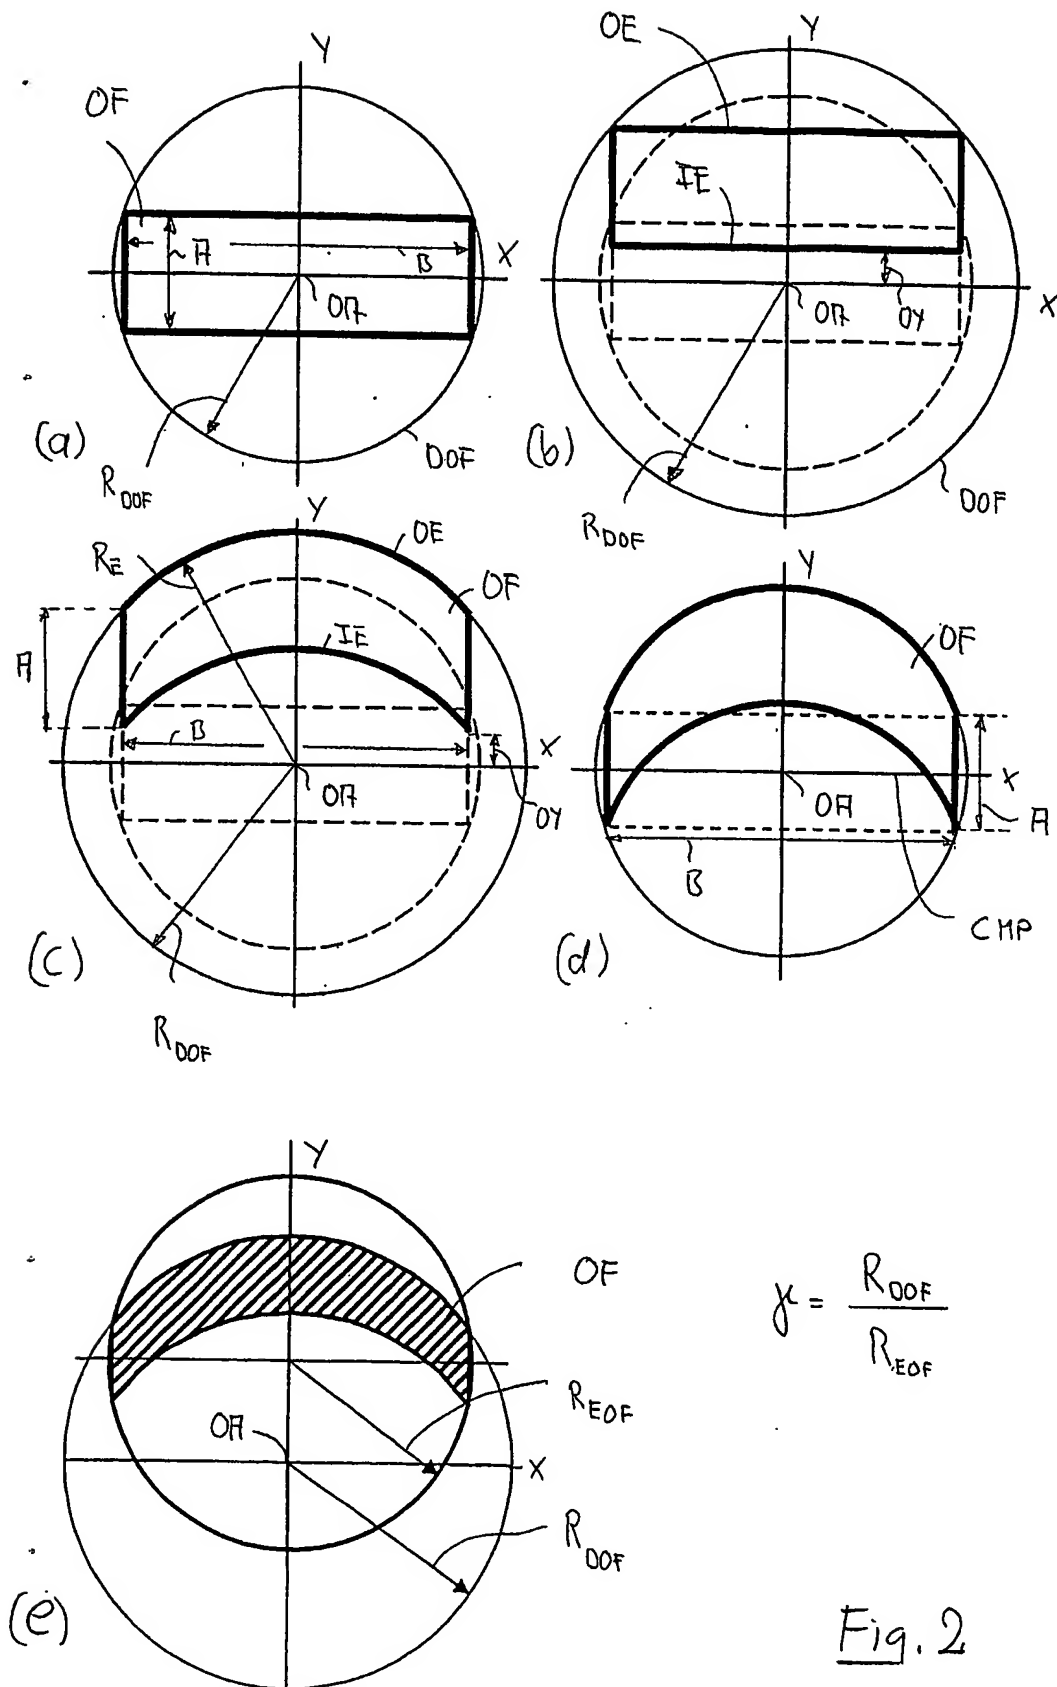 Y
OF
A
B
X
OA
(a)
R_DOF
DOF
OE
Y
IE
OA
OY
X
(b)
R_DOF
DOF
Y
OE
R_E
OF
IE
A
B
X
OA
OY
(c)
R_DOF
Y
OF
X
OA
A
B
CMP
(d)
Y
OF
R_EOF
OA
X
R_DOF
(e)
γ = R_DOF / R_EOF
Fig. 2